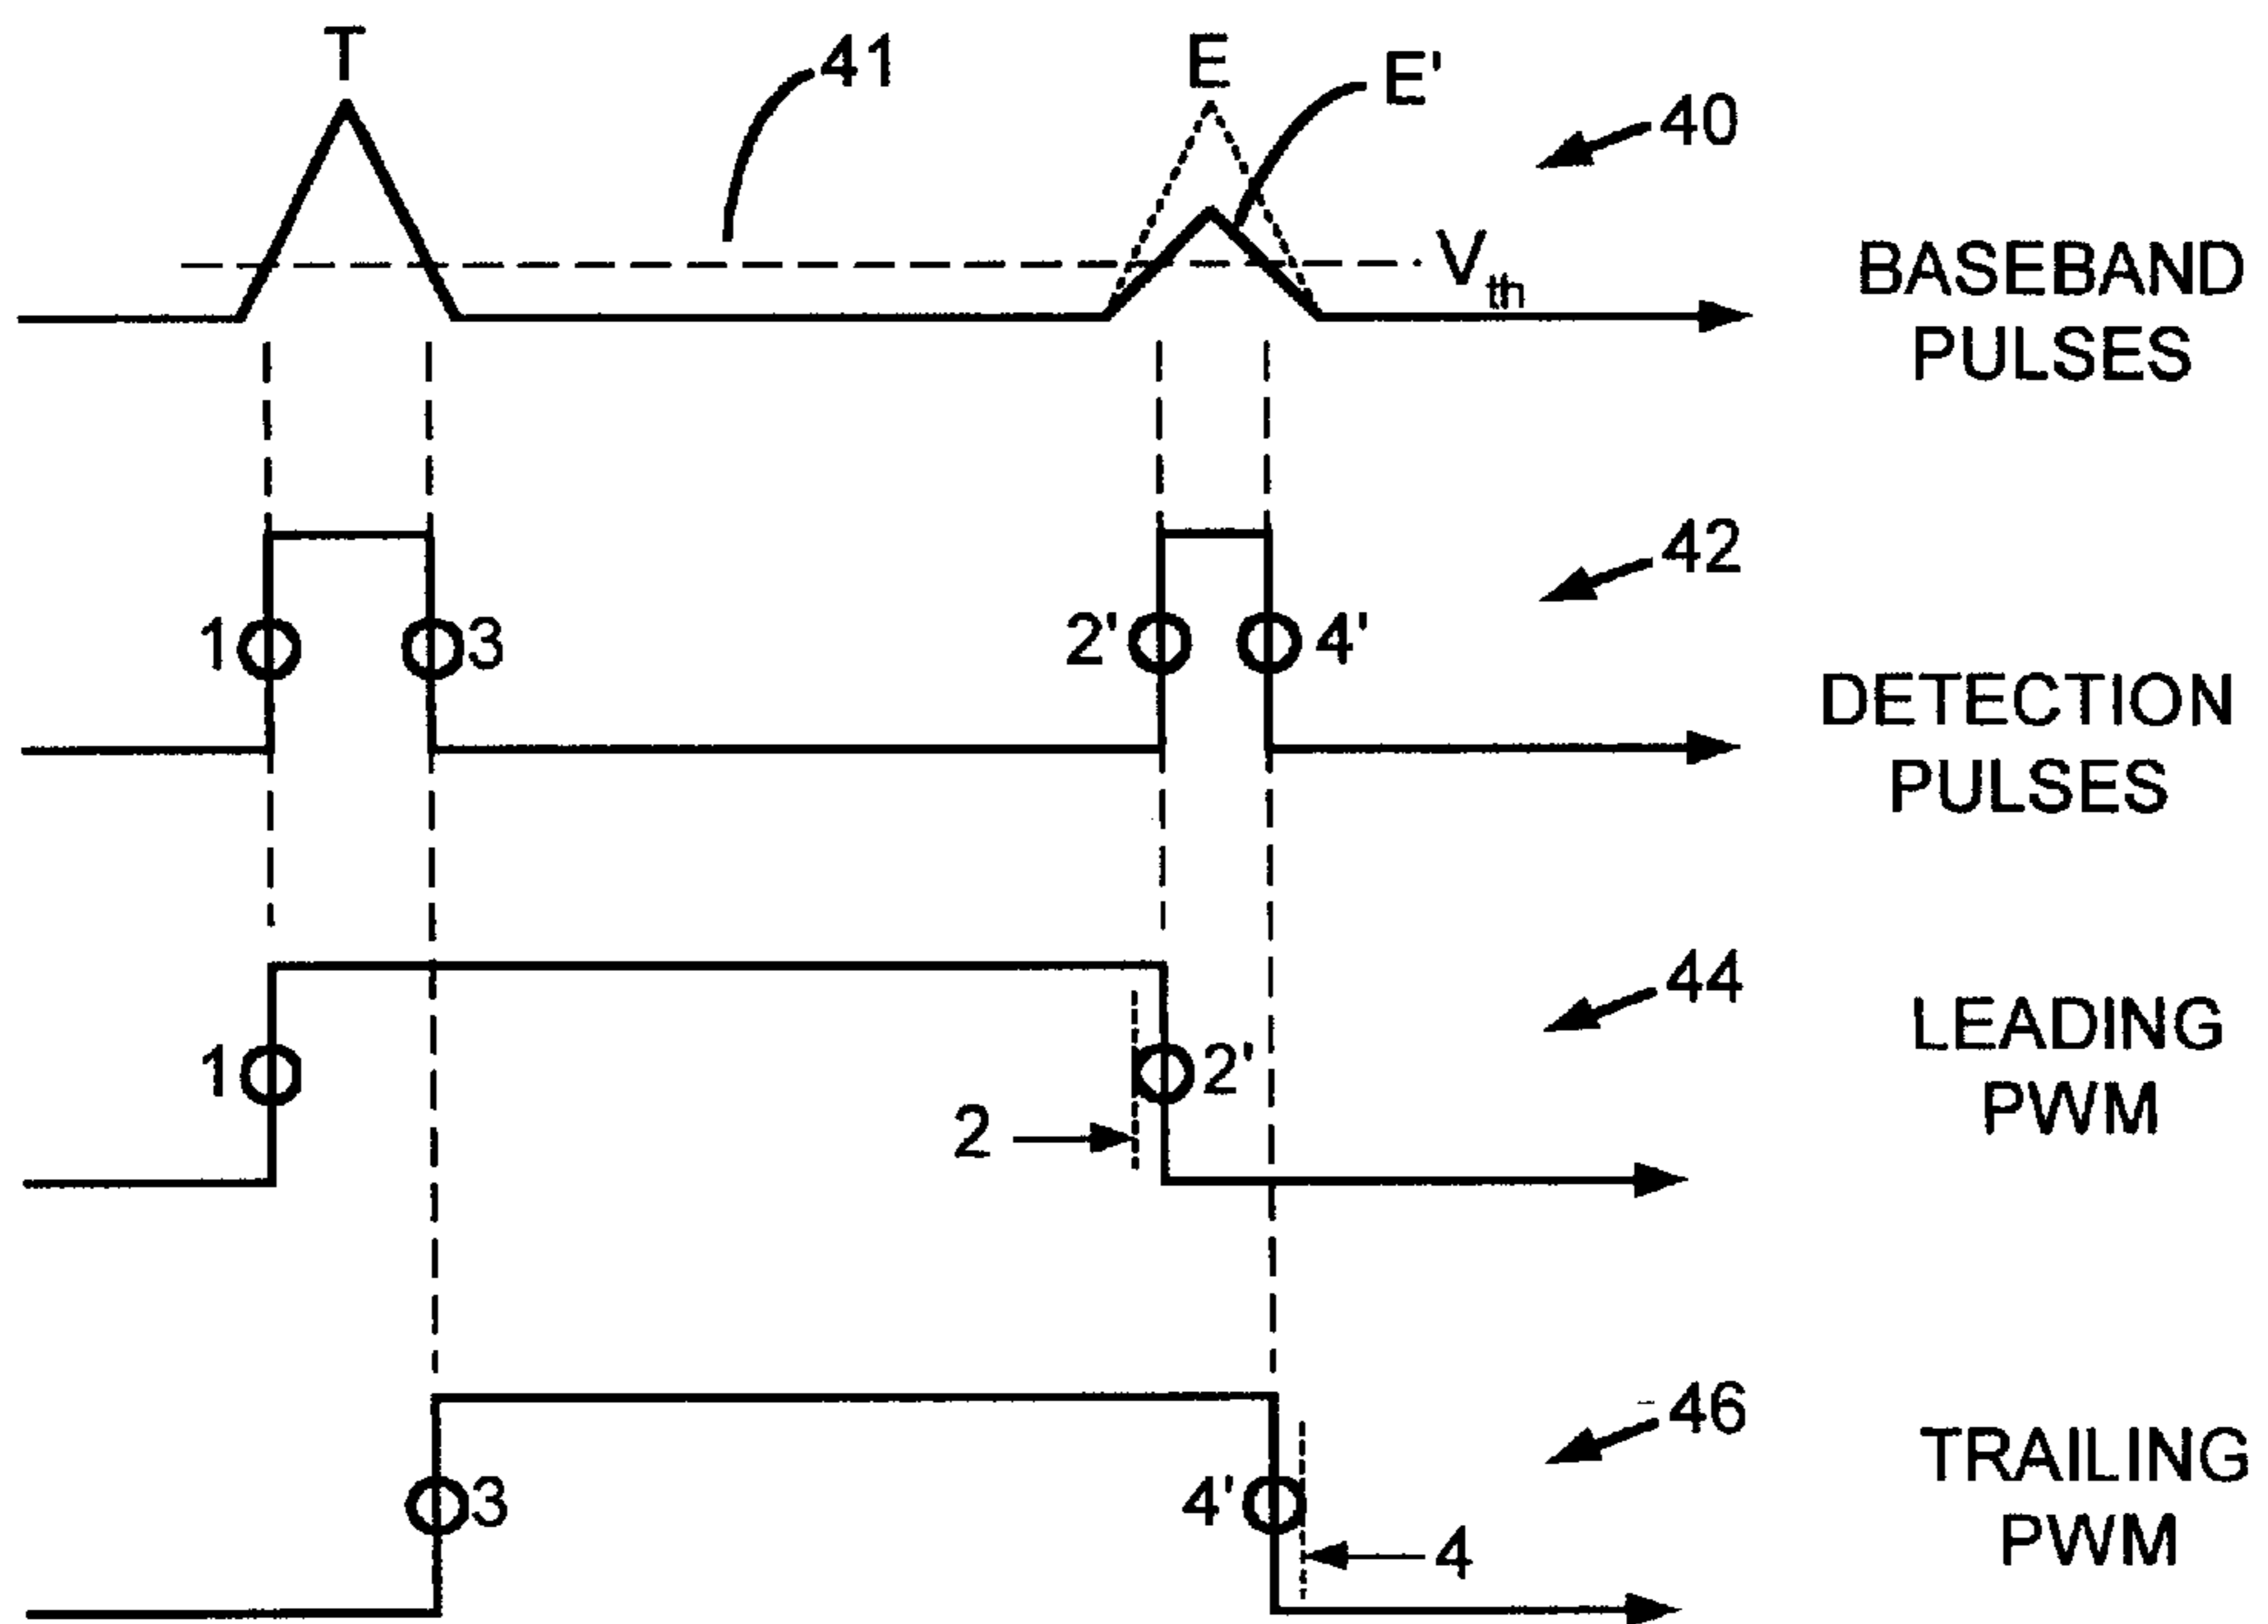 T
41
E
E'
40
Vth
BASEBAND
PULSES
42
1
3
2'
4'
DETECTION
PULSES
44
1
2'
2
LEADING
PWM
46
3
4'
4
TRAILING
PWM